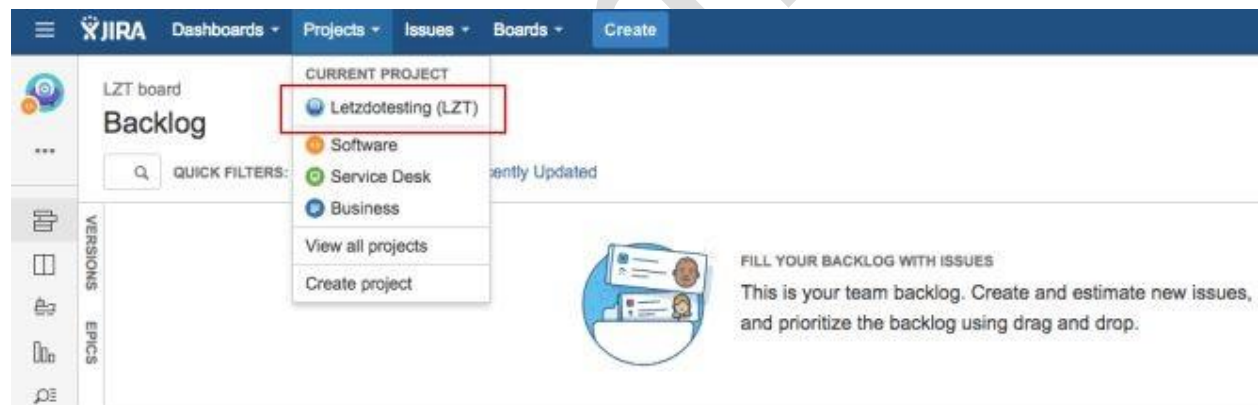 JIRA Dashboards Projects Issues Boards Create
LZT board
Backlog
QUICK FILTERS:
CURRENT PROJECT
Letzdotesting (LZT)
Software
Service Desk
Business
View all projects
Create project
Updated
VERSIONS
EPICS
FILL YOUR BACKLOG WITH ISSUES
This is your team backlog. Create and estimate new issues,
and prioritize the backlog using drag and drop.